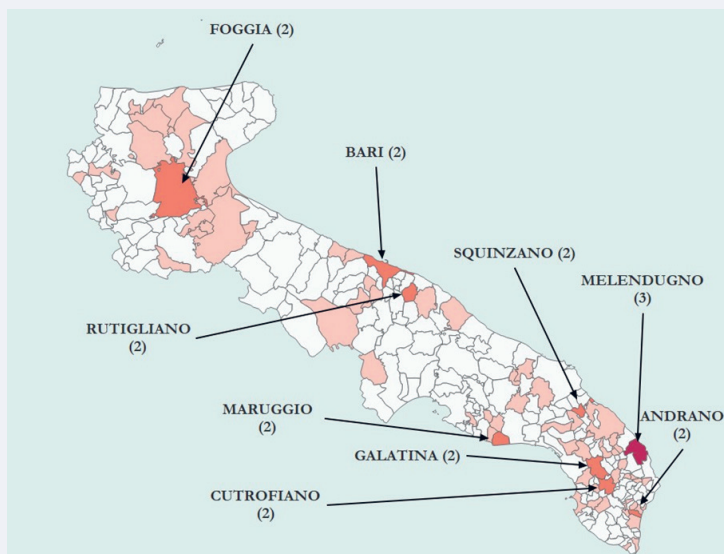 FOGGIA (2)
BARI (2)
SQUINZANO (2)
MELENDUGNO
(3)
RUTIGLIANO
(2)
MARUGGIO
(2)
ANDRANO
(2)
GALATINA (2)
CUTROFIANO
(2)